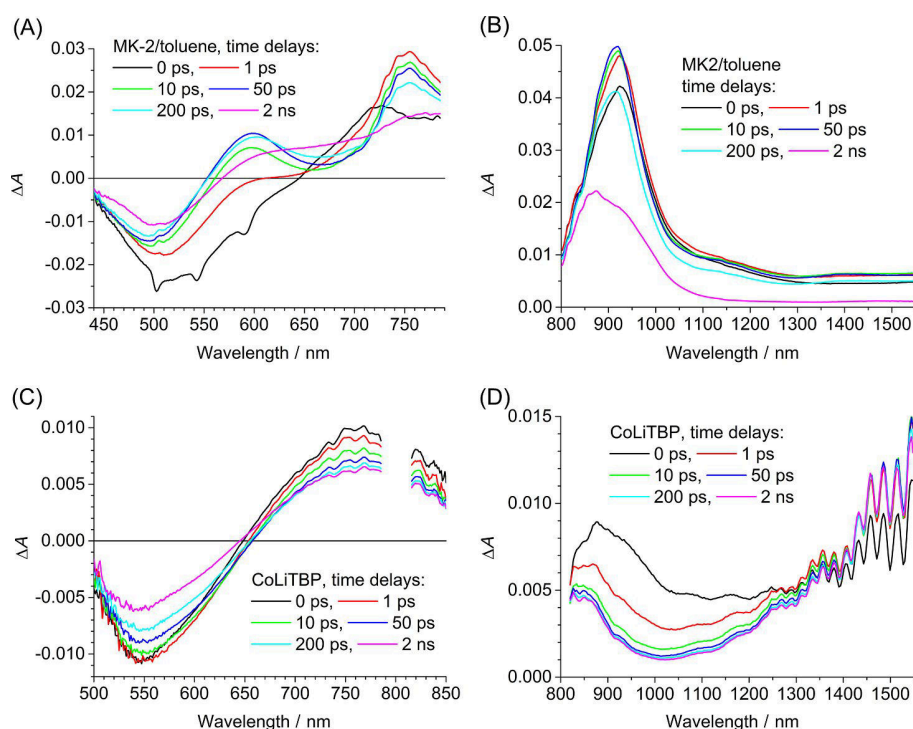 (A)
MK-2/toluene, time delays:
0 ps, 1 ps
10 ps, 50 ps
200 ps, 2 ns
0.03
0.02
0.01
0.00
-0.01
-0.02
-0.03
ΔA
450 500 550 600 650 700 750
Wavelength / nm
(B)
MK2/toluene
time delays:
0 ps, 1 ps
10 ps, 50 ps
200 ps, 2 ns
0.05
0.04
0.03
0.02
0.01
0.00
ΔA
800 900 1000 1100 1200 1300 1400 1500
Wavelength / nm
(C)
0.010
0.005
0.000
-0.005
-0.010
ΔA
CoLiTBP, time delays:
0 ps, 1 ps
10 ps, 50 ps
200 ps, 2 ns
500 550 600 650 700 750 800 850
Wavelength / nm
(D)
0.015
0.010
0.005
0.000
ΔA
CoLiTBP, time delays:
0 ps, 1 ps
10 ps, 50 ps
200 ps, 2 ns
800 900 1000 1100 1200 1300 1400 1500
Wavelength / nm